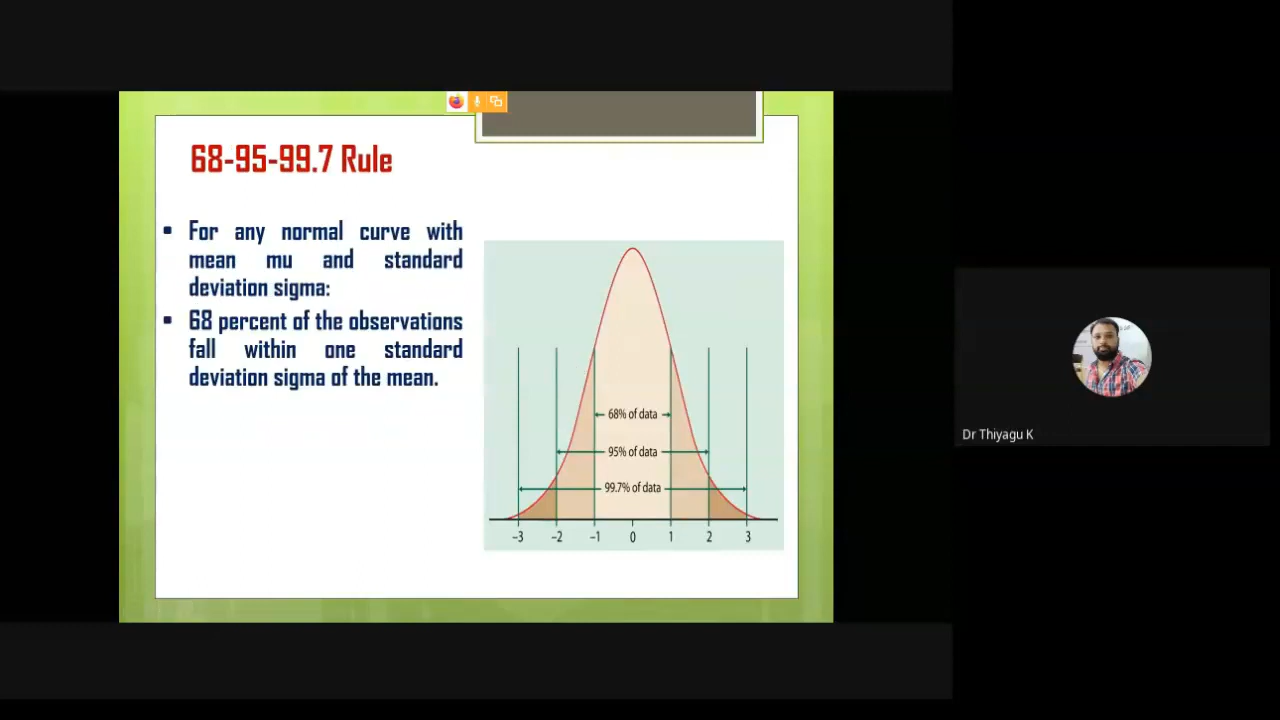 68-95-99.7 Rule
▪ For any normal curve with
mean mu and standard
deviation sigma:
▪ 68 percent of the observations
fall within one standard
deviation sigma of the mean.
68% of data
95% of data
99.7% of data
–3 –2 –1 0 1 2 3
Dr Thiyagu K